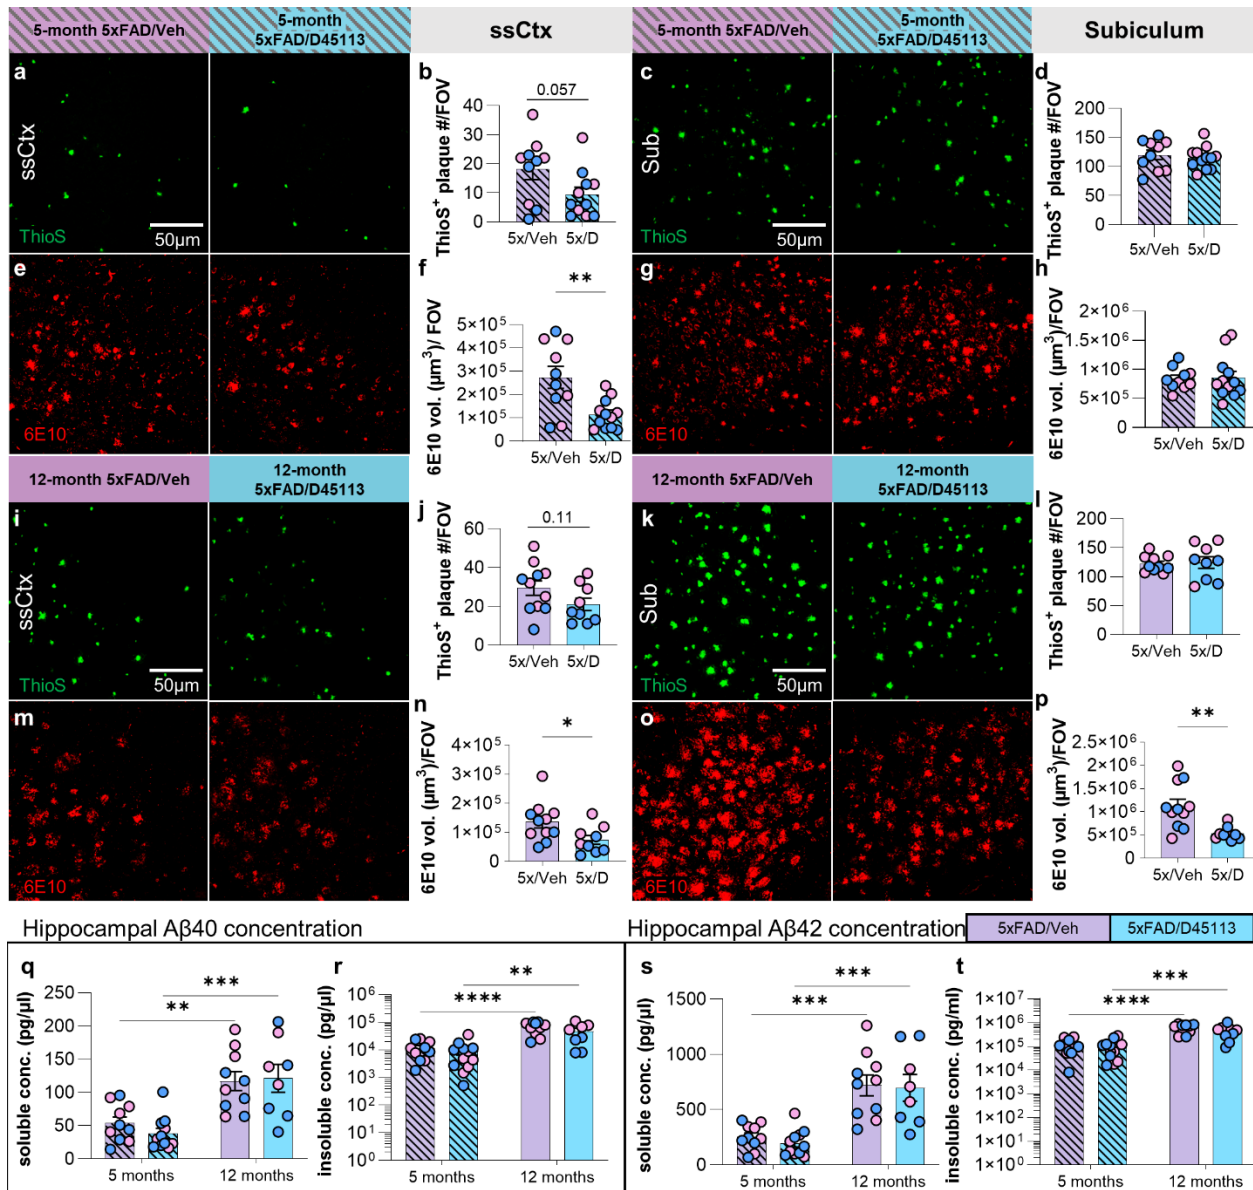 5-month 5xFAD/Veh
5-month
5xFAD/D45113
ssCtx
5-month 5xFAD/Veh
5-month
5xFAD/D45113
Subiculum
a
ssCtx
ThioS
50μm
b
ThioS⁺ plaque #/FOV
40
30
20
10
0
0.057
5x/Veh 5x/D
c
Sub
ThioS
50μm
d
ThioS⁺ plaque #/FOV
200
150
100
50
0
5x/Veh 5x/D
e
6E10
f
6E10 vol. (μm³)/ FOV
5×10⁵
4×10⁵
3×10⁵
2×10⁵
1×10⁵
0
**
5x/Veh 5x/D
g
6E10
h
6E10 vol. (μm³)/FOV
2×10⁶
1.5×10⁶
1×10⁶
5×10⁵
0
5x/Veh 5x/D
12-month 5xFAD/Veh
12-month
5xFAD/D45113
12-month 5xFAD/Veh
12-month
5xFAD/D45113
i
ssCtx
ThioS
50μm
j
ThioS⁺ plaque #/FOV
60
40
20
0
0.11
5x/Veh 5x/D
k
Sub
ThioS
50μm
l
ThioS⁺ plaque #/FOV
200
150
100
50
0
5x/Veh 5x/D
m
6E10
n
6E10 vol. (μm³)/FOV
4×10⁵
3×10⁵
2×10⁵
1×10⁵
0
*
5x/Veh 5x/D
o
6E10
p
6E10 vol. (μm³)/FOV
2.5×10⁶
2×10⁶
1.5×10⁶
1×10⁶
5×10⁵
0
**
5x/Veh 5x/D
Hippocampal Aβ40 concentration
Hippocampal Aβ42 concentration
5xFAD/Veh
5xFAD/D45113
q
soluble conc. (pg/μl)
250
200
150
100
50
0
***
**
5 months 12 months
r
insoluble conc. (pg/μl)
10⁶
10⁵
10⁴
10³
10²
10¹
10⁰
**
****
5 months 12 months
s
soluble conc. (pg/μl)
1500
1000
500
0
***
***
5 months 12 months
t
insoluble conc. (pg/ml)
1×10⁷
1×10⁶
1×10⁵
1×10⁴
1×10³
1×10²
1×10¹
1×10⁰
***
****
5 months 12 months